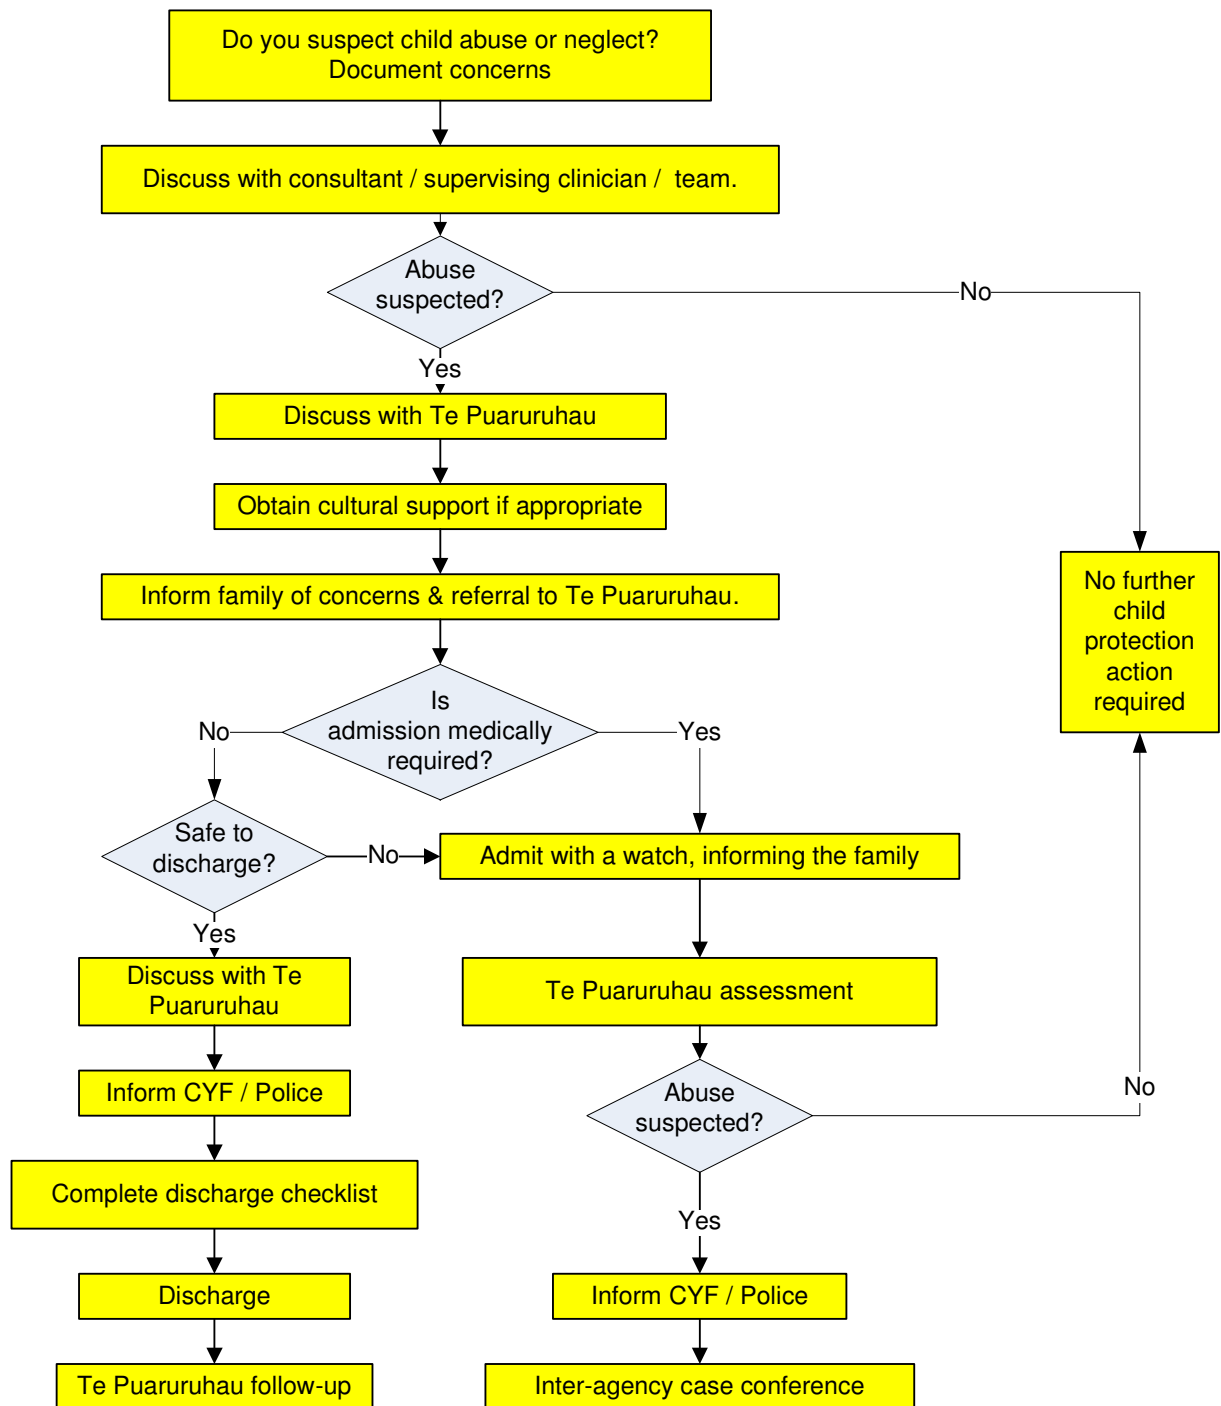 Do you suspect child abuse or neglect?
Document concerns
Discuss with consultant / supervising clinician /  team.
Abuse
suspected?
No
Yes
Discuss with Te Puaruruhau
Obtain cultural support if appropriate
Inform family of concerns & referral to Te Puaruruhau.
No further
child
protection
action
required
Is
admission medically
required?
No
Yes
Safe to
discharge?
No
Admit with a watch, informing the family
Yes
Discuss with Te
Puaruruhau
Te Puaruruhau assessment
Inform CYF / Police
Abuse
suspected?
No
Complete discharge checklist
Yes
Discharge
Inform CYF / Police
Te Puaruruhau follow-up
Inter-agency case conference